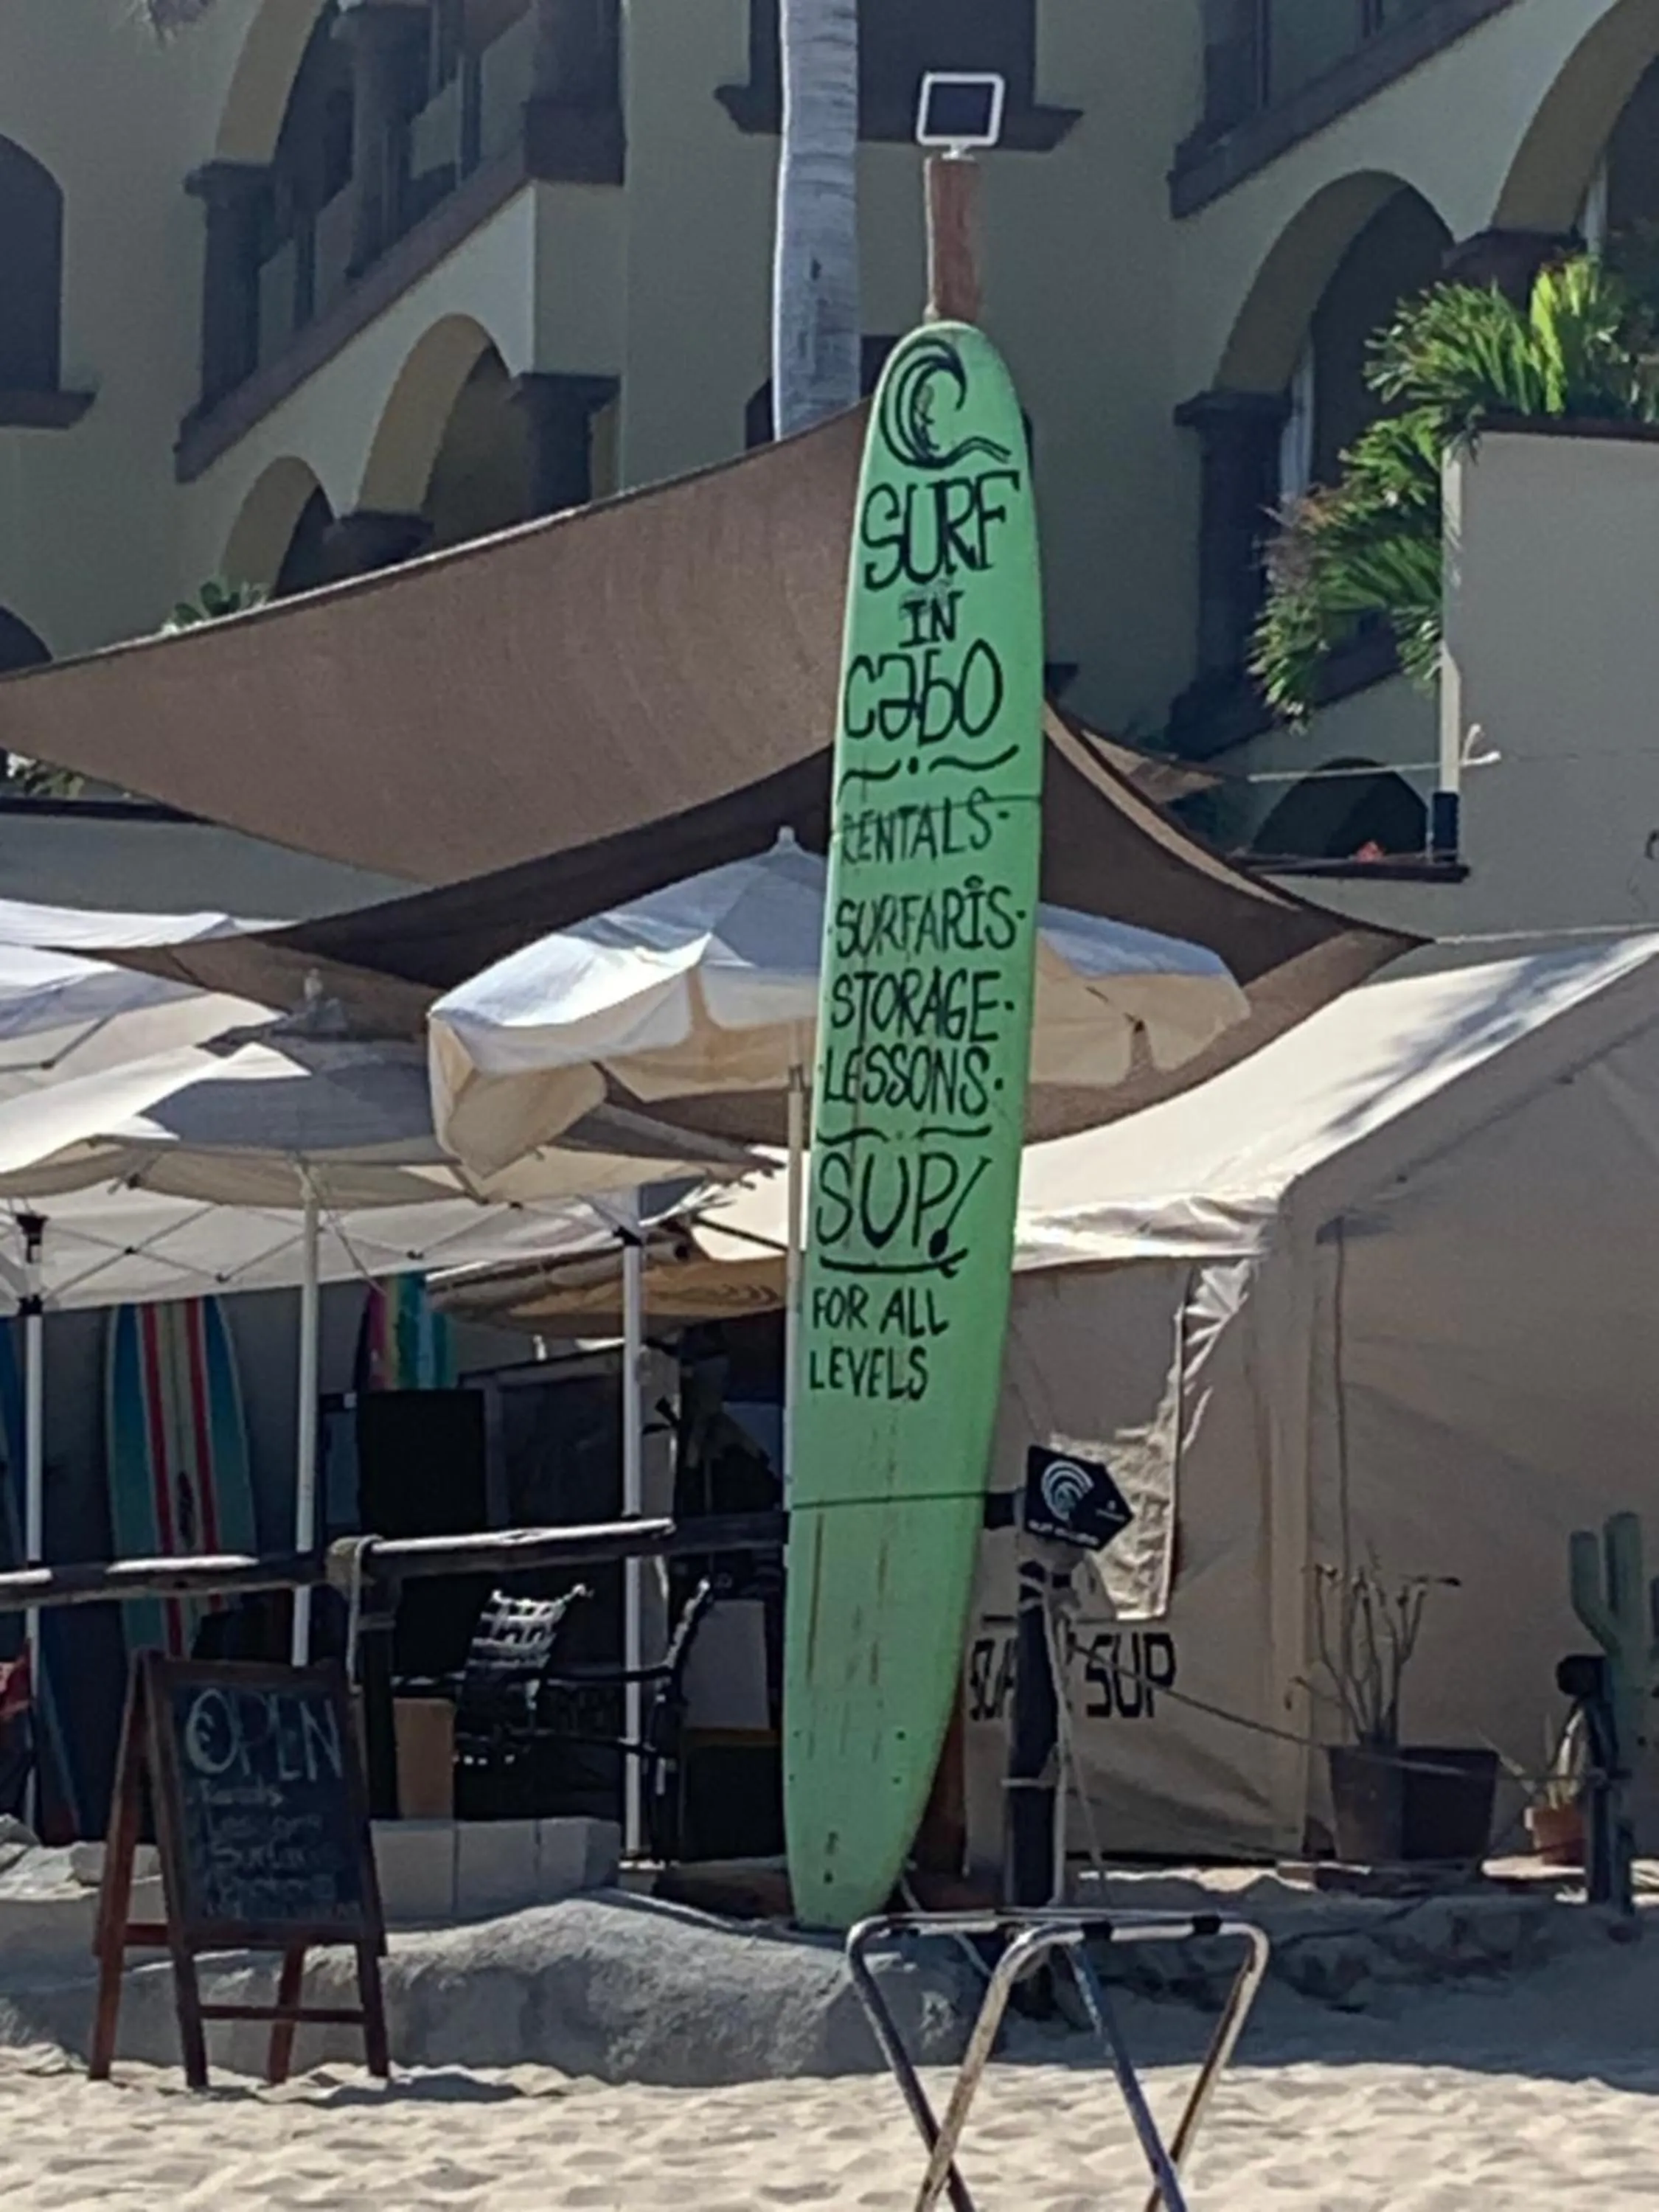 SURF
IN
CabO
RENTALS-
SURFARIS-
STORAGE-
LESSONS-
SUP!
FOR ALL
LEVELS
SUP
OPEN